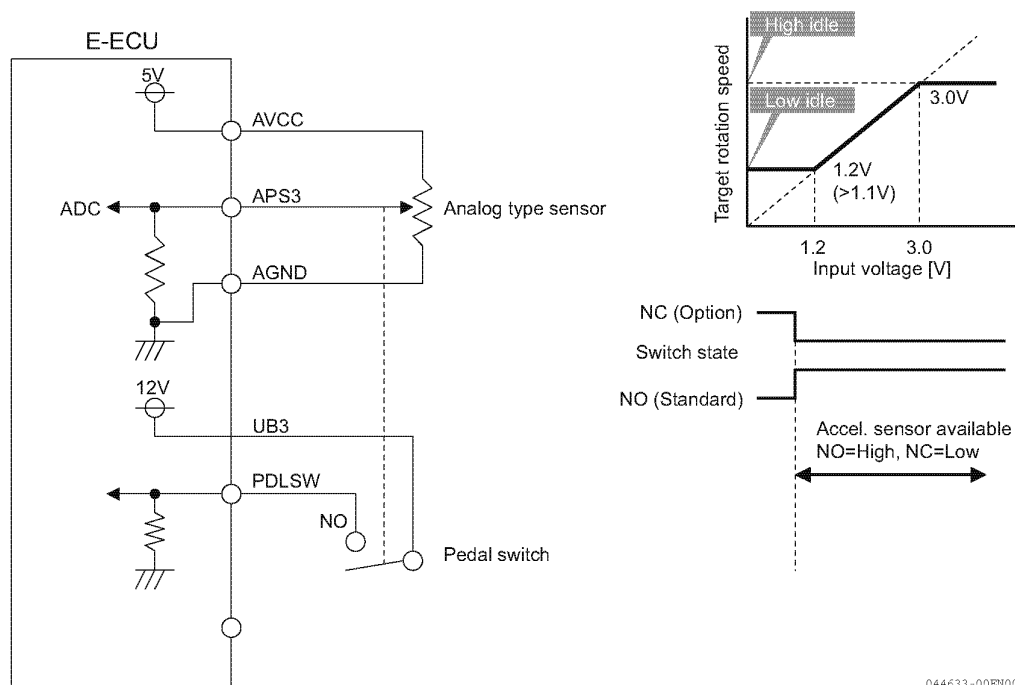 E-ECU
5V
AVCC
ADC
APS3
Analog type sensor
AGND
12V
UB3
PDLSW
NO
Pedal switch
Target rotation speed
High idle
Low idle
3.0V
1.2V
(>1.1V)
1.2
3.0
Input voltage [V]
NC (Option)
Switch state
NO (Standard)
Accel. sensor available
NO=High, NC=Low
044633-00EN00